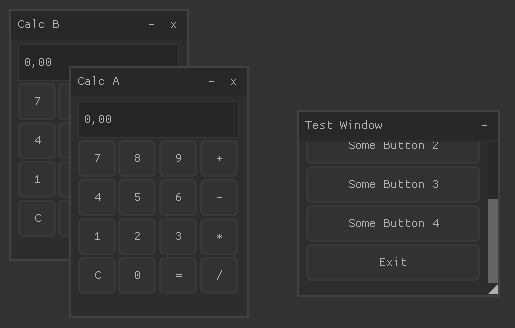 Calc B - x
0,00
7
4
1
C
Calc A - x
0,00
7 8 9 +
4 5 6 -
1 2 3 *
C 0 = /
Test Window -
Some Button 2
Some Button 3
Some Button 4
Exit